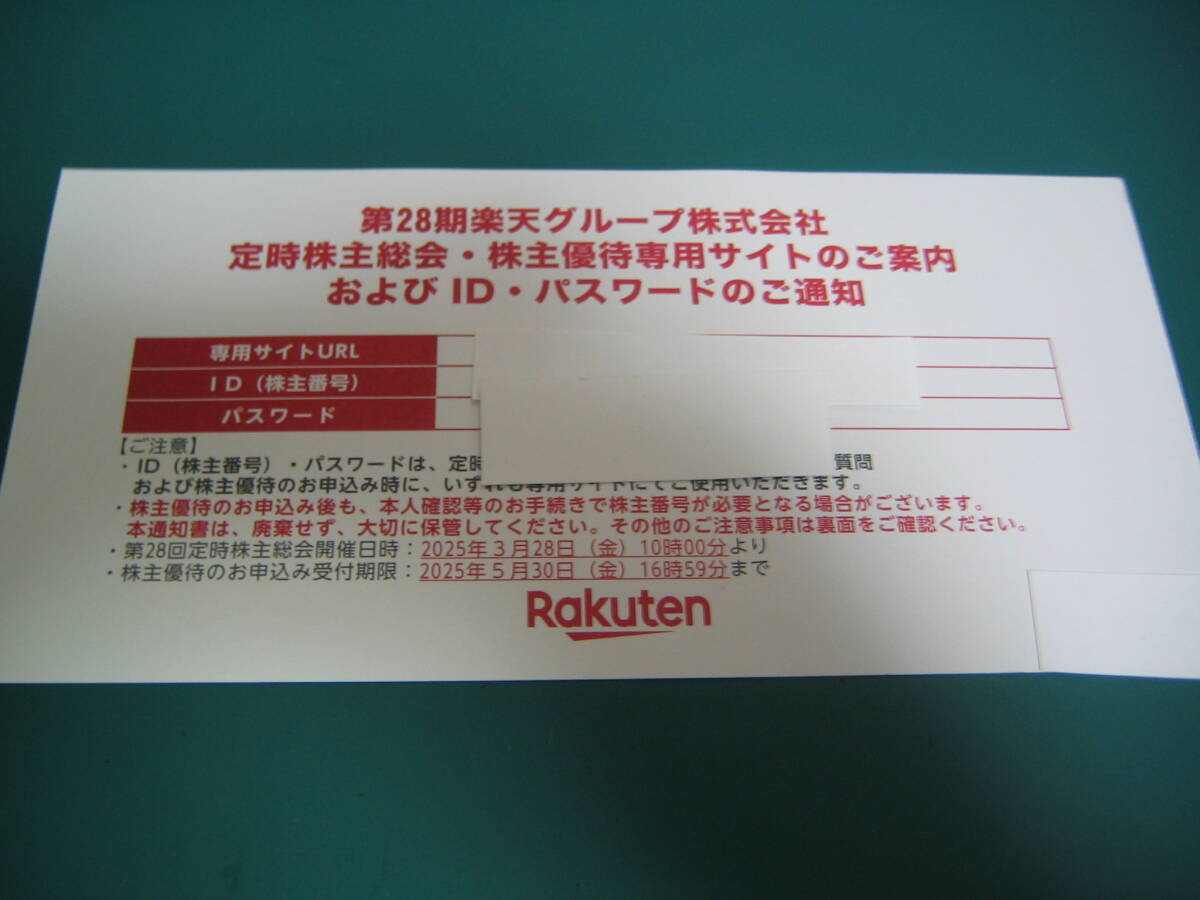 第28期楽天グループ株式会社
定時株主総会・株主優待専用サイトのご案内
および ID・パスワードのご通知
専用サイトURL
ID（株主番号）
パスワード
【ご注意】
・ID（株主番号）・パスワードは、定時 質問
および株主優待のお申込み時に、いずれも専用サイトにてご使用いただきます。
・株主優待のお申込み後も、本人確認等のお手続きで株主番号が必要となる場合がございます。
本通知書は、廃棄せず、大切に保管してください。その他のご注意事項は裏面をご確認ください。
・第28回定時株主総会開催日時：2025年3月28日（金）10時00分より
・株主優待のお申込み受付期限：2025年5月30日（金）16時59分まで
Rakuten